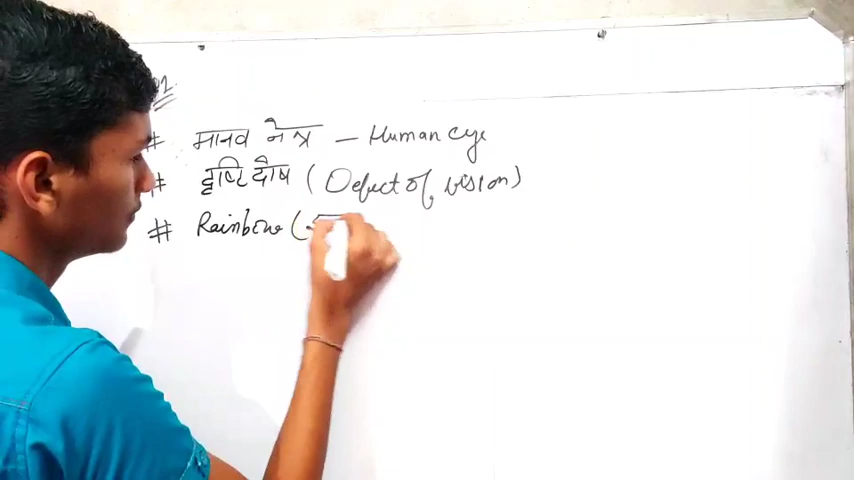 # मानव नेत्र — Human eye
# दृष्टि दोष ( Defect of vision)
# Rainbow (